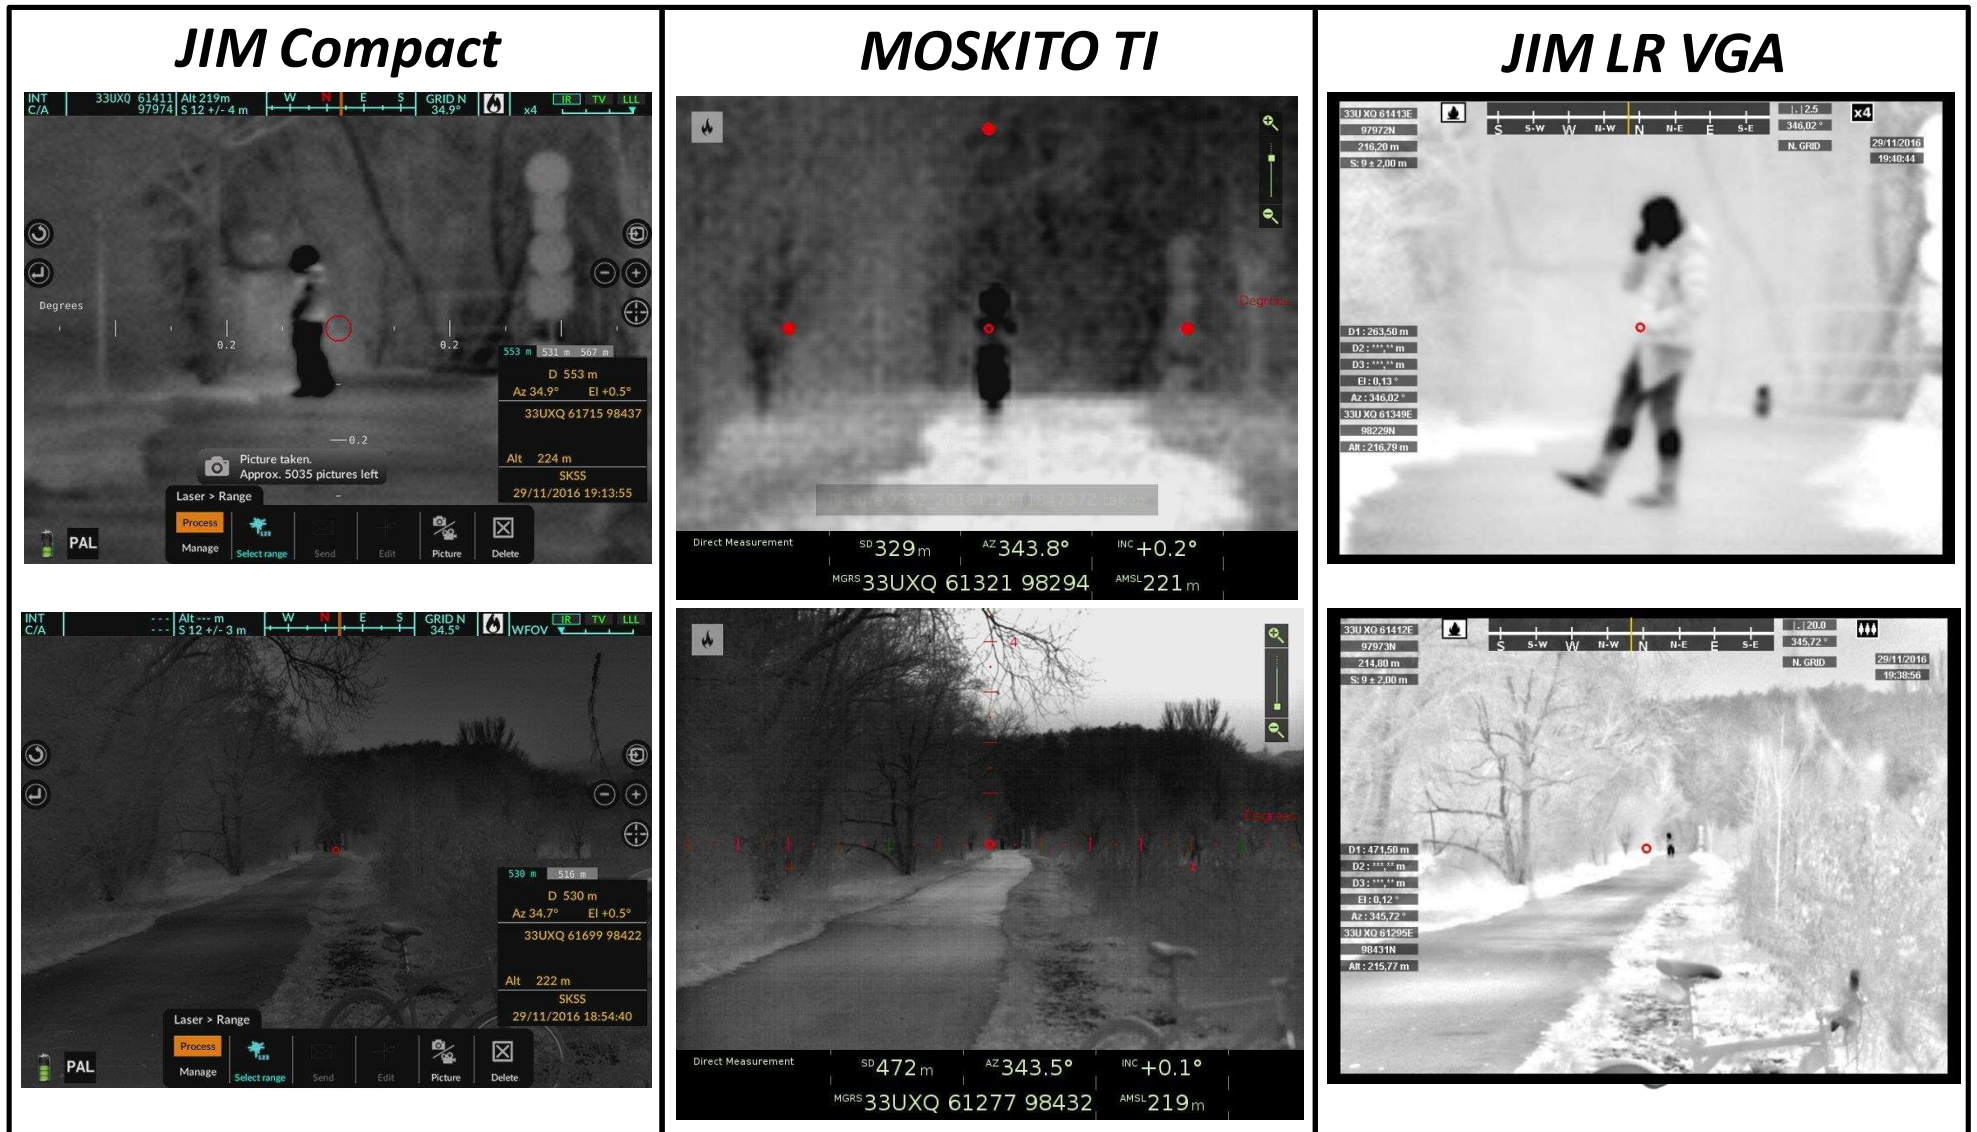 JIM Compact
INT
C/A
33UXQ 61411
97974
Alt 219m
S 12 +/- 4 m
W N E S
GRID N
34.9°
x4
IR TV LLL
Degrees
0.2 0.2
0.2
553 m 531 m 567 m
D 553 m
Az 34.9° El +0.5°
33UXQ 61715 98437
Alt 224 m
SKSS
29/11/2016 19:13:55
Picture taken.
Approx. 5035 pictures left
Laser > Range
Process
Manage
123
Select range
Send
Edit
Picture
Delete
PAL
INT
C/A
---
---
Alt --- m
S 12 +/- 3 m
W N E S
GRID N
34.5°
WFOV
IR TV LLL
530 m 516 m
D 530 m
Az 34.7° El +0.5°
33UXQ 61699 98422
Alt 222 m
SKSS
29/11/2016 18:54:40
Laser > Range
Process
Manage
123
Select range
Send
Edit
Picture
Delete
PAL
MOSKITO TI
Degrees
Direct Measurement
SD 329 m
AZ 343.8°
INC +0.2°
MGRS 33UXQ 61321 98294
AMSL 221 m
4
Degrees
Direct Measurement
SD 472 m
AZ 343.5°
INC +0.1°
MGRS 33UXQ 61277 98432
AMSL 219 m
JIM LR VGA
33U XQ 61413E
97972N
216,20 m
S: 9 ± 2,00 m
S S-W W N-W N N-E E S-E
|.|2.5
346,02 °
N. GRID
x4
29/11/2016
19:40:44
D1 : 263,50 m
D2 : ***,** m
D3 : ***,** m
El : 0,13 °
Az : 346,02 °
33U XQ 61349E
98229N
Alt : 216,79 m
33U XQ 61412E
97973N
214,80 m
S: 9 ± 2,00 m
S S-W W N-W N N-E E S-E
|.|20.0
345,72 °
N. GRID
29/11/2016
19:38:56
D1 : 471,50 m
D2 : ***,** m
D3 : ***,** m
El : 0,12 °
Az : 345,72 °
33U XQ 61295E
98431N
Alt : 215,77 m